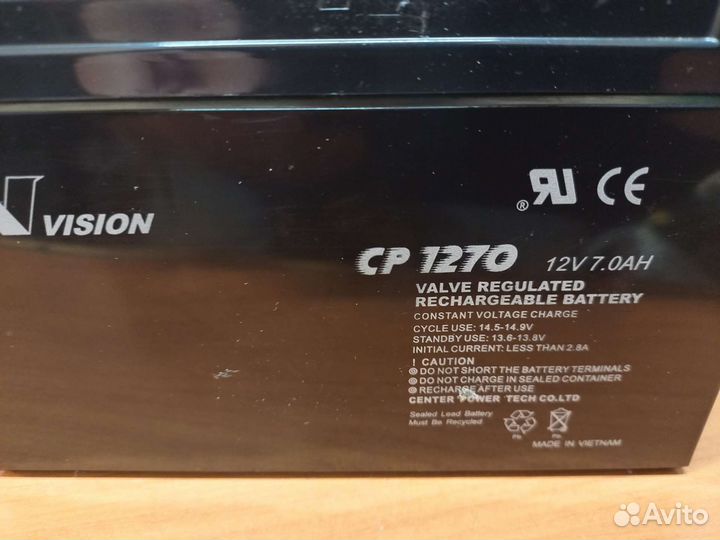 VISION
CP 1270 12V 7.0AH
VALVE REGULATED
RECHARGEABLE BATTERY
CONSTANT VOLTAGE CHARGE
CYCLE USE: 14.5-14.9V
STANDBY USE: 13.6-13.8V
INITIAL CURRENT: LESS THAN 2.8A
! CAUTION
DO NOT SHORT THE BATTERY TERMINALS
DO NOT CHARGE IN SEALED CONTAINER
RECHARGE AFTER USE
CENTER POWER TECH CO.LTD
Sealed Lead Battery
Must Be Recycled
Pb Pb
MADE IN VIETNAM
® RU CE
Avito